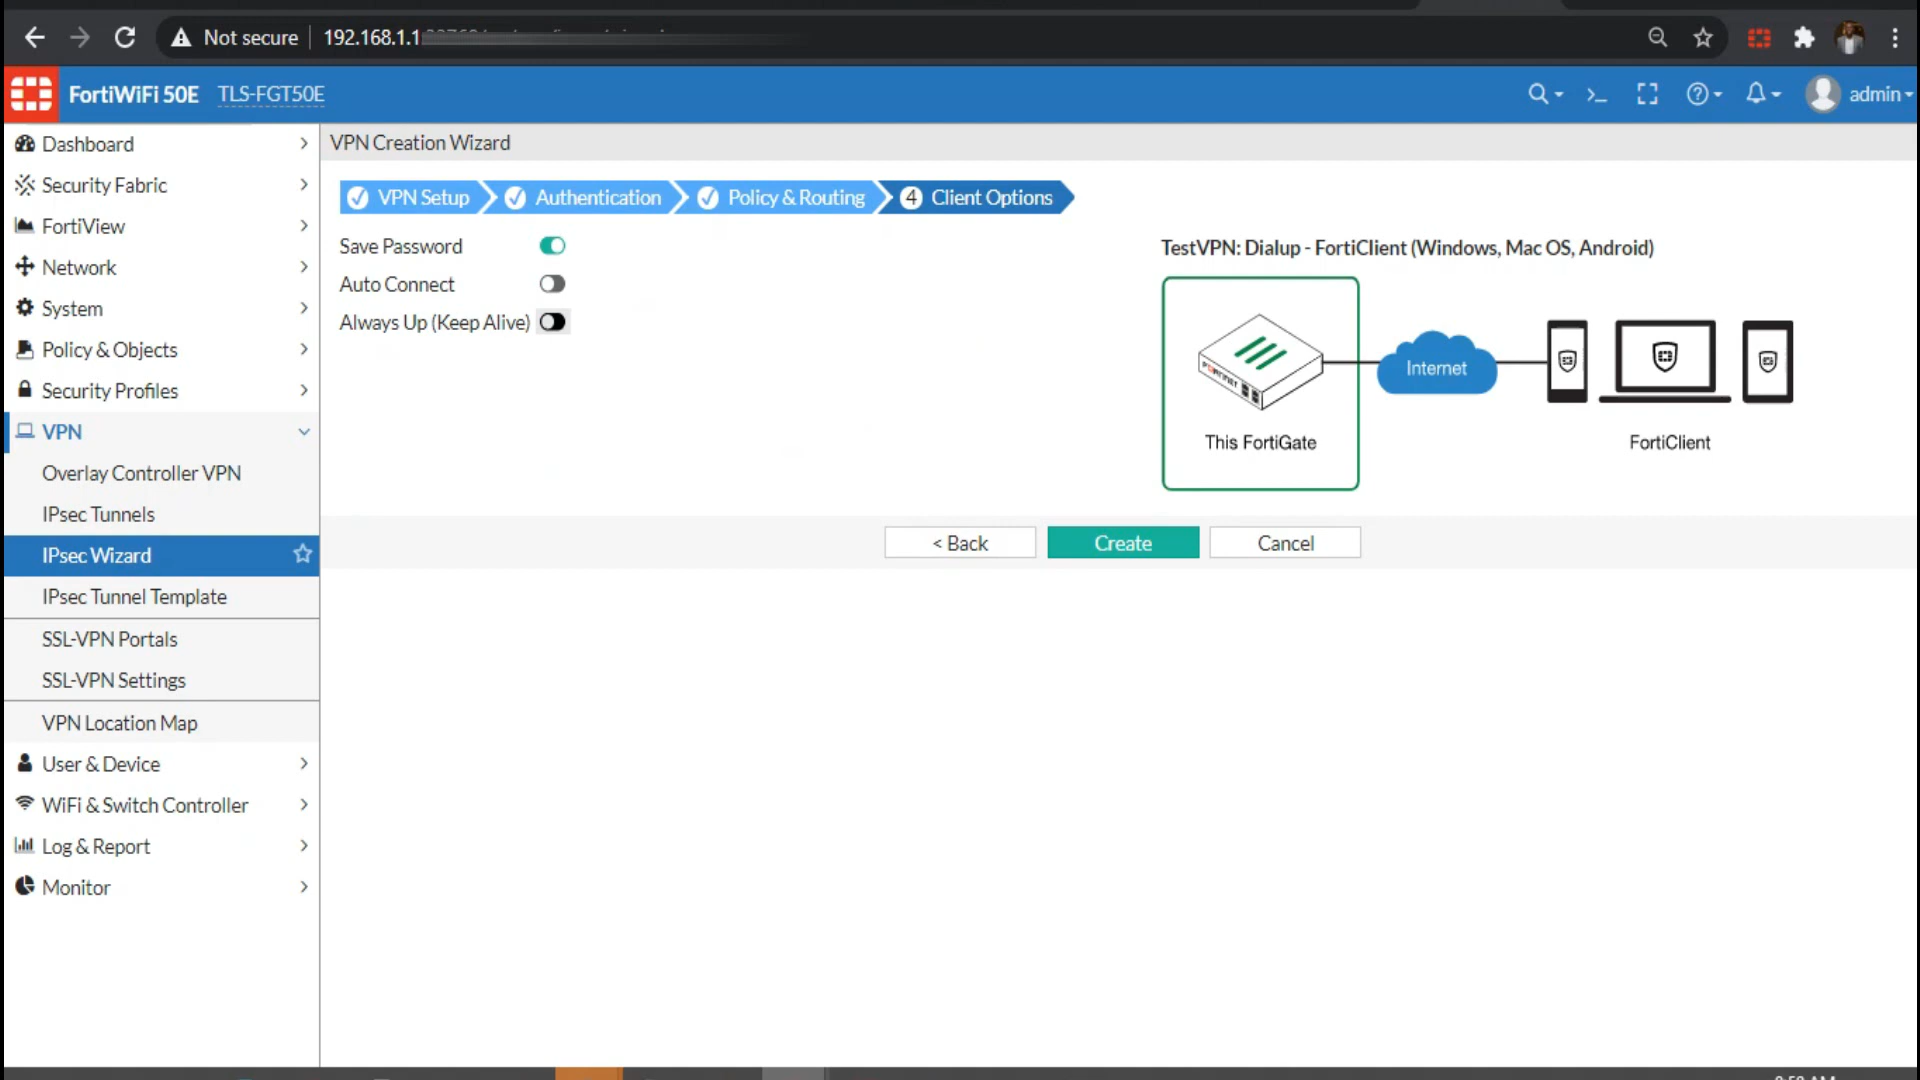 Not secure
192.168.1.1
FortiWiFi 50E TLS-FGT50E
admin
Dashboard
Security Fabric
FortiView
Network
System
Policy & Objects
Security Profiles
VPN
Overlay Controller VPN
IPsec Tunnels
IPsec Wizard
IPsec Tunnel Template
SSL-VPN Portals
SSL-VPN Settings
VPN Location Map
User & Device
WiFi & Switch Controller
Log & Report
Monitor
VPN Creation Wizard
VPN Setup Authentication Policy & Routing 4 Client Options
Save Password
Auto Connect
Always Up (Keep Alive)
TestVPN: Dialup - FortiClient (Windows, Mac OS, Android)
FORTINET
Internet
This FortiGate
FortiClient
< Back Create Cancel